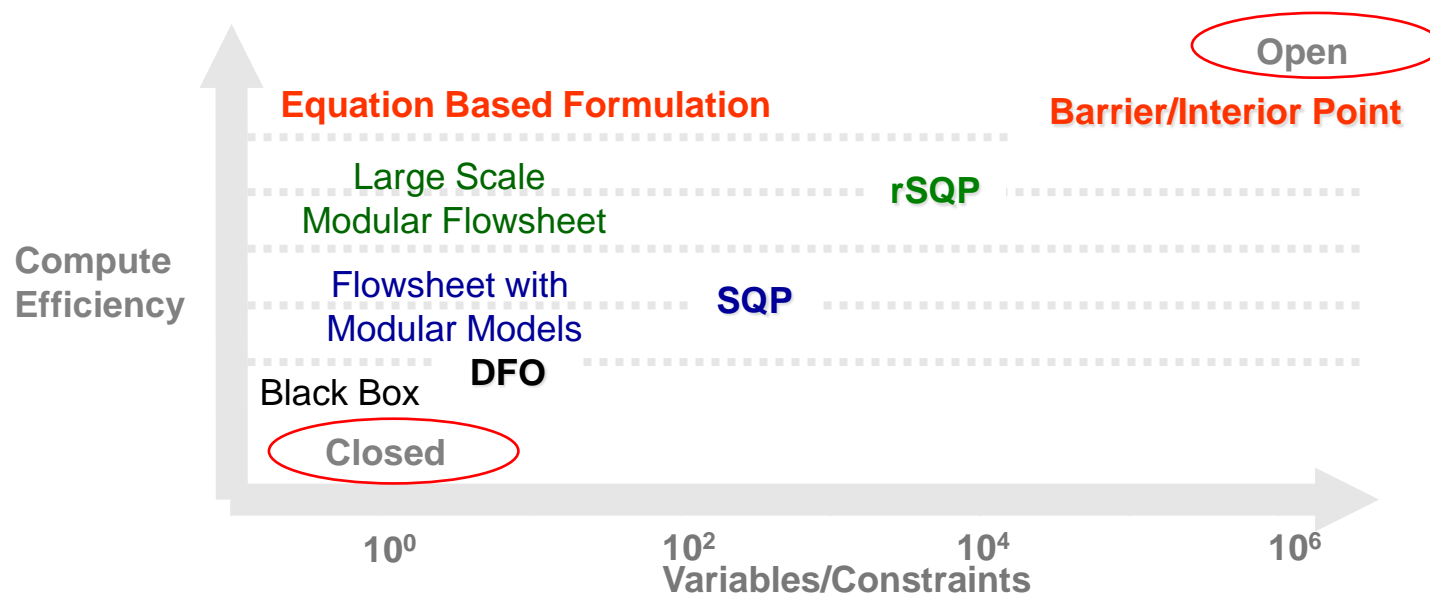 Open
Equation Based Formulation
Barrier/Interior Point
Large Scale
Modular Flowsheet
rSQP
Compute
Efficiency
Flowsheet with
Modular Models
SQP
DFO
Black Box
Closed
10⁰ 10² 10⁴ 10⁶
Variables/Constraints